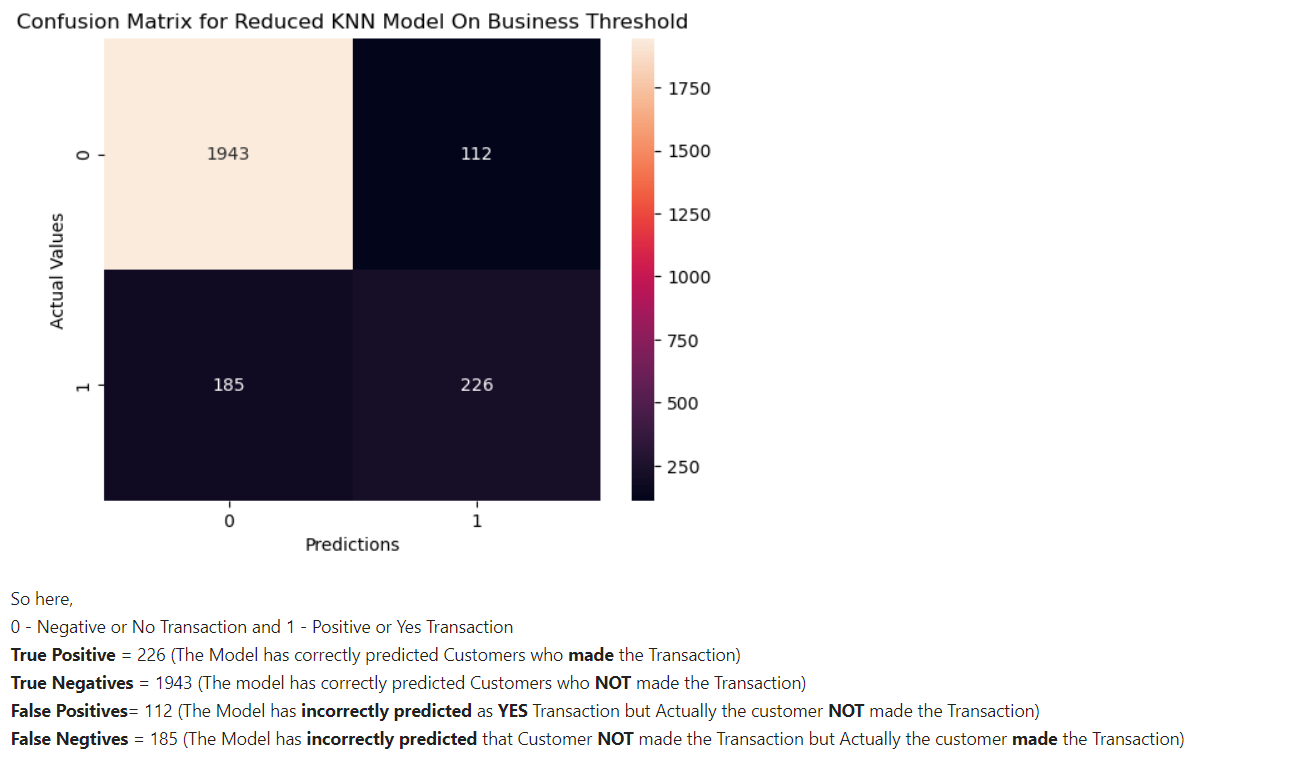 Confusion Matrix for Reduced KNN Model On Business Threshold
1750
1500
1250
1000
750
500
250
Actual Values
0
1943
112
1
185
226
0
1
Predictions
So here,
0 - Negative or No Transaction and 1 - Positive or Yes Transaction
True Positive = 226 (The Model has correctly predicted Customers who made the Transaction)
True Negatives = 1943 (The model has correctly predicted Customers who NOT made the Transaction)
False Positives= 112 (The Model has incorrectly predicted as YES Transaction but Actually the customer NOT made the Transaction)
False Negtives = 185 (The Model has incorrectly predicted that Customer NOT made the Transaction but Actually the customer made the Transaction)